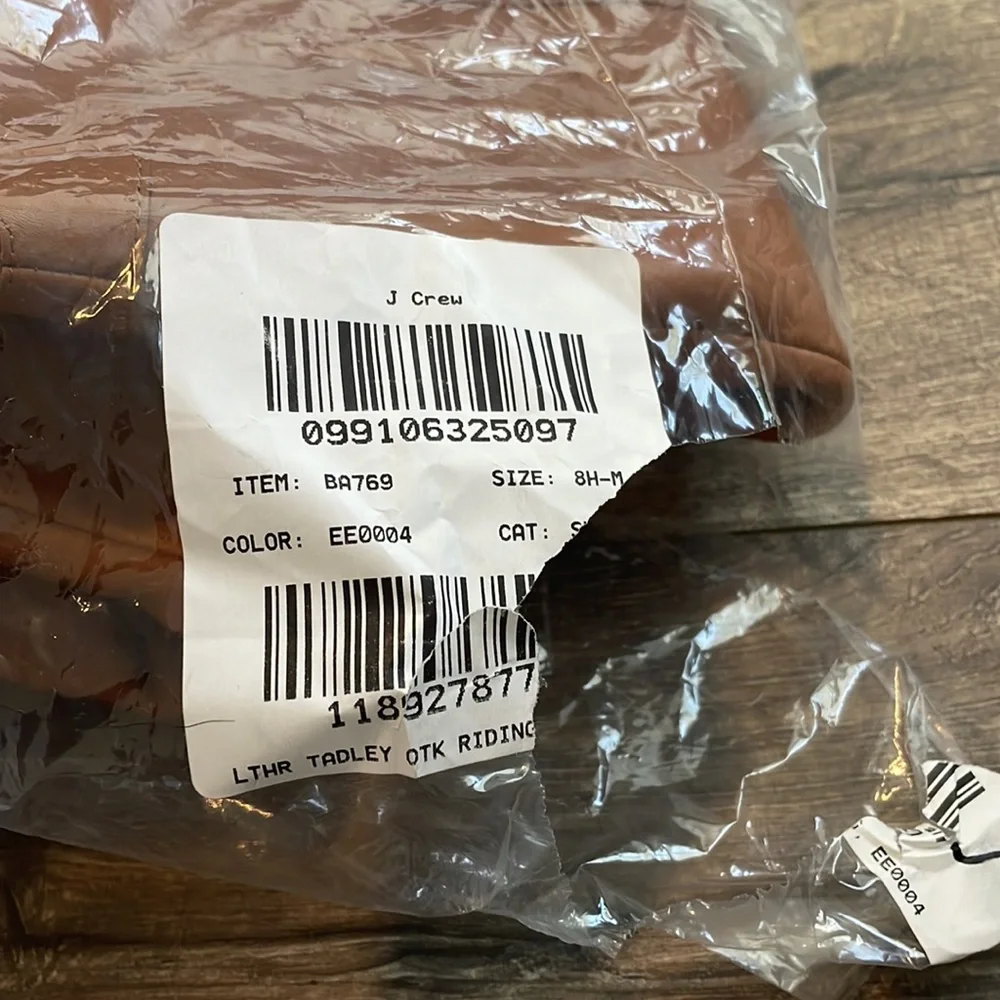 J Crew
099106325097
ITEM: BA769 SIZE: 8H-M
COLOR: EE0004 CAT:
118927877
LTHR TADLEY OTK RIDING
EE0004